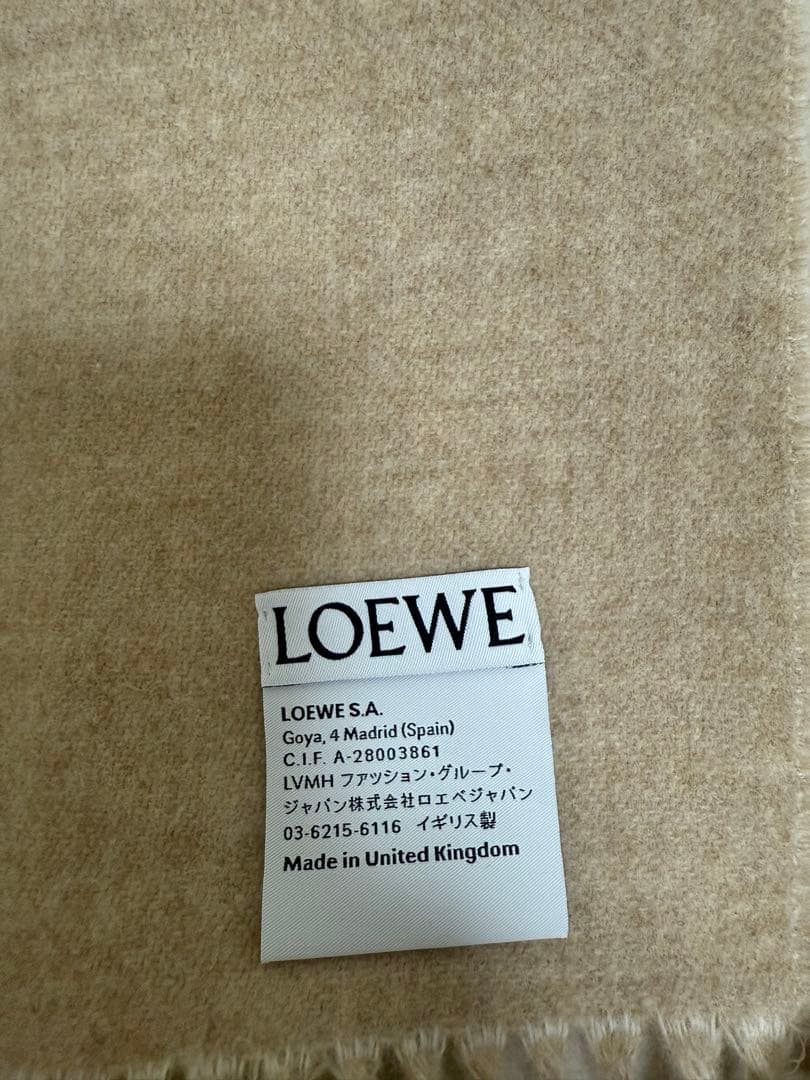 LOEWE
LOEWE S.A.
Goya, 4 Madrid (Spain)
C.I.F. A-28003861
LVMH ファッション・グループ・
ジャパン株式会社ロエベジャパン
03-6215-6116 イギリス製
Made in United Kingdom